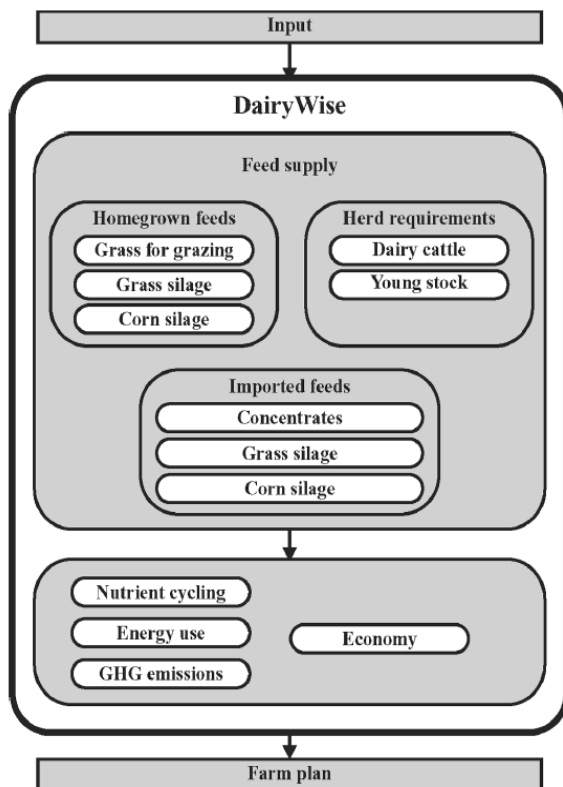 Input
DairyWise
Feed supply
Homegrown feeds
Grass for grazing
Grass silage
Corn silage
Herd requirements
Dairy cattle
Young stock
Imported feeds
Concentrates
Grass silage
Corn silage
Nutrient cycling
Energy use
GHG emissions
Economy
Farm plan